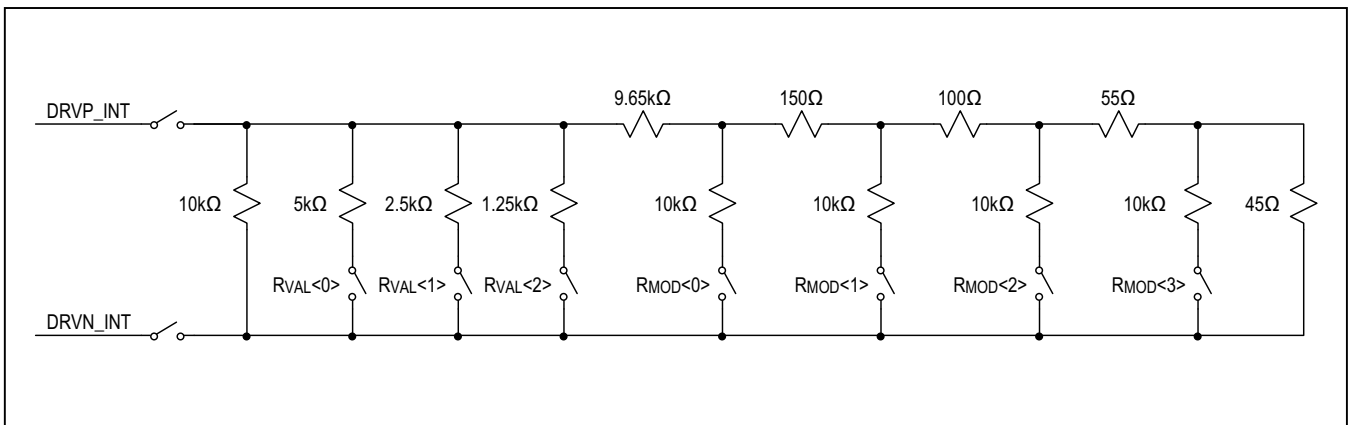 9.65kΩ 150Ω 100Ω 55Ω
DRVP_INT
10kΩ 5kΩ 2.5kΩ 1.25kΩ 10kΩ 10kΩ 10kΩ 10kΩ 45Ω
RVAL<0> RVAL<1> RVAL<2> RMOD<0> RMOD<1> RMOD<2> RMOD<3>
DRVN_INT